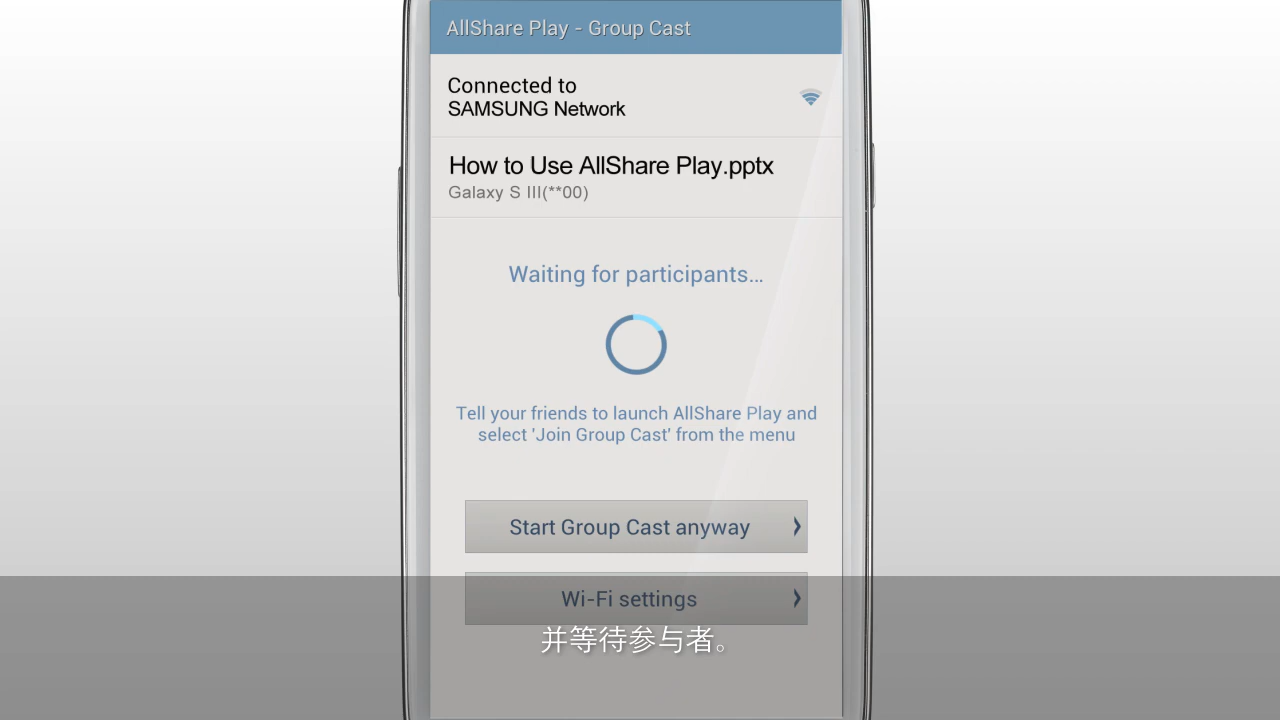 AllShare Play - Group Cast
Connected to
SAMSUNG Network
How to Use AllShare Play.pptx
Galaxy S III(**00)
Waiting for participants...
Tell your friends to launch AllShare Play and
select 'Join Group Cast' from the menu
Start Group Cast anyway
Wi-Fi settings
并等待参与者。